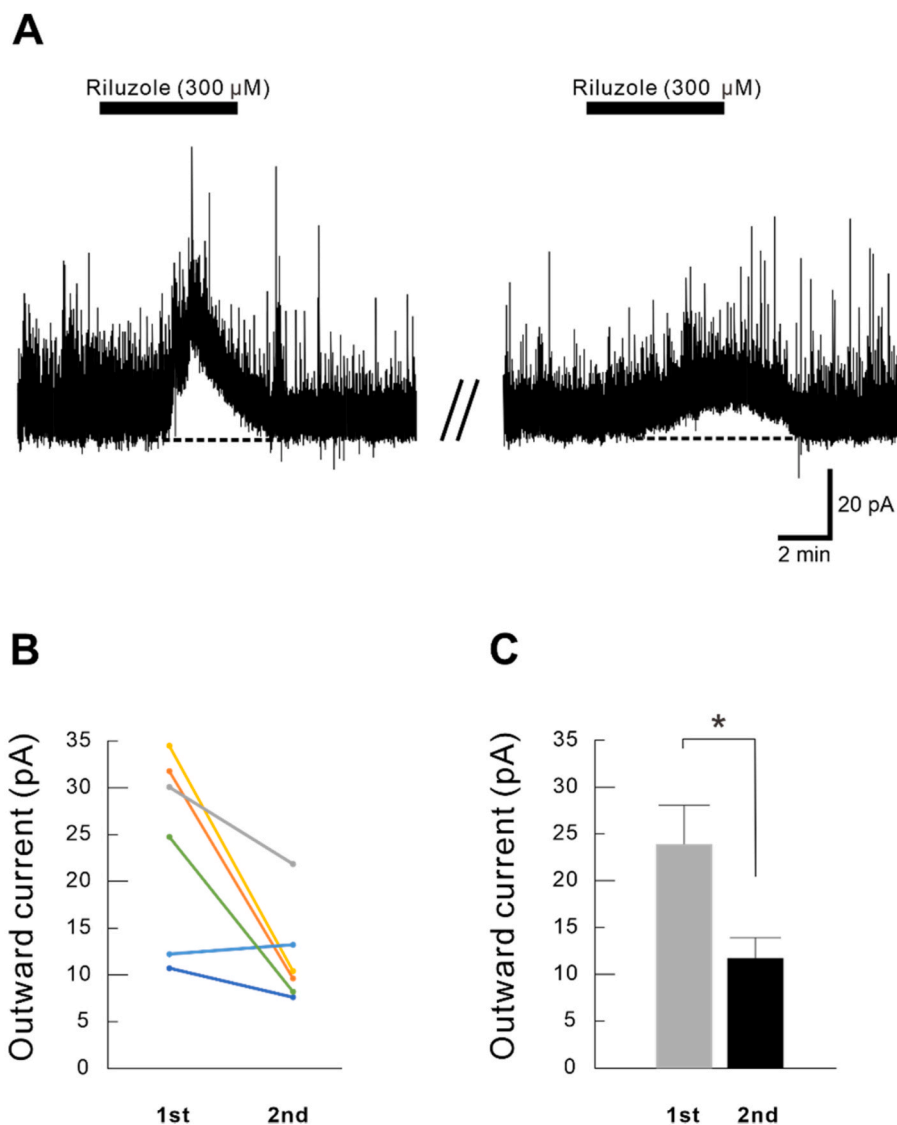 A
Riluzole (300 μM) Riluzole (300 μM)
20 pA
2 min
B
Outward current (pA)
35
30
25
20
15
10
5
0
1st 2nd
C
*
Outward current (pA)
35
30
25
20
15
10
5
0
1st 2nd